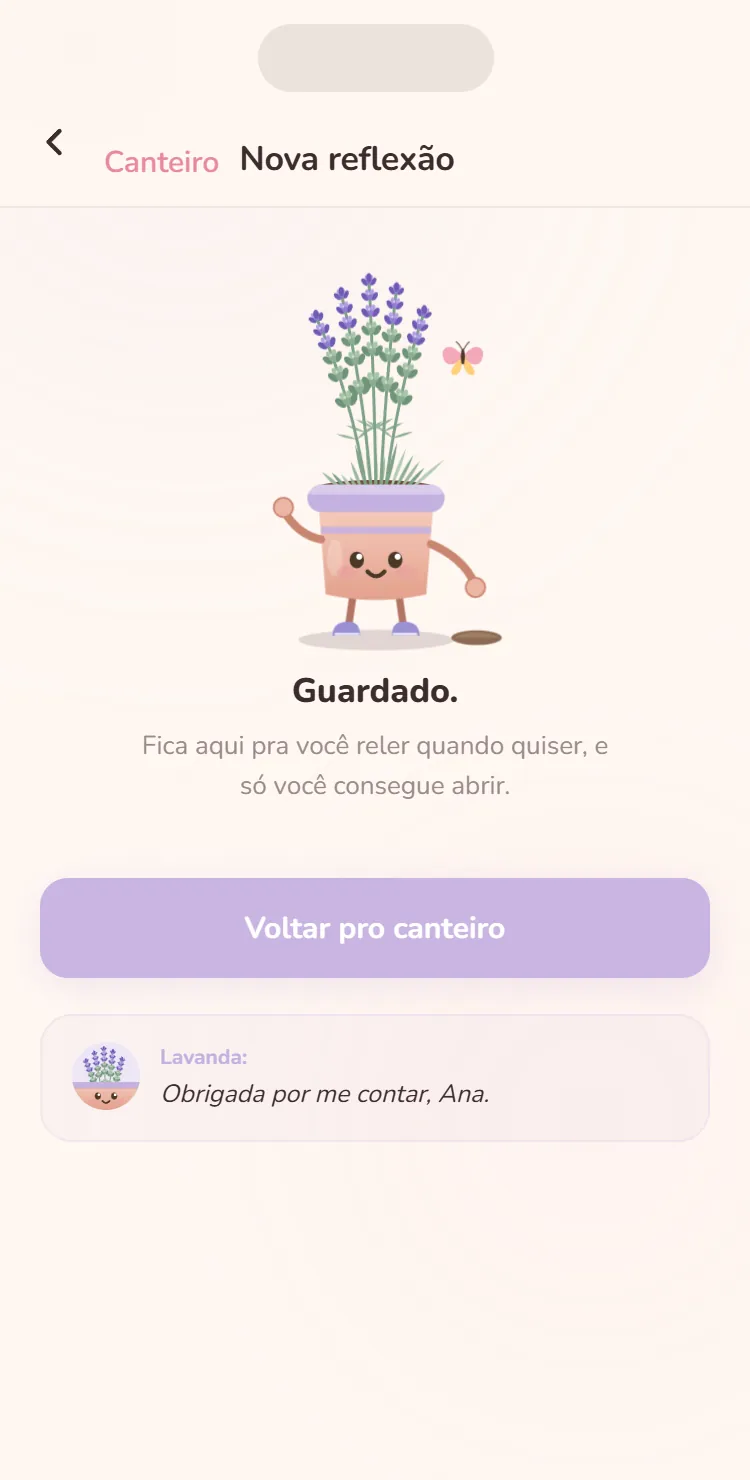 Canteiro Nova reflexão
Guardado.
Fica aqui pra você reler quando quiser, e
só você consegue abrir.
Voltar pro canteiro
Lavanda:
Obrigada por me contar, Ana.